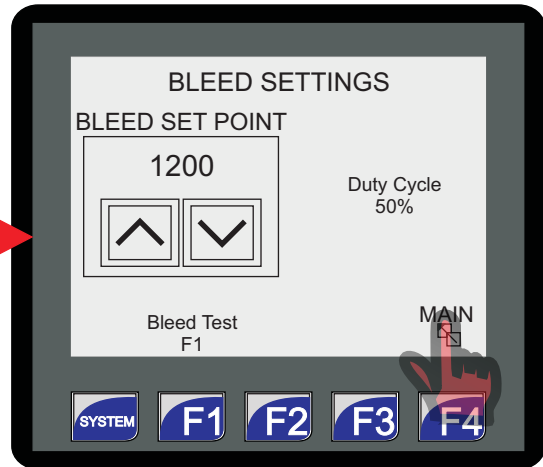 BLEED SETTINGS
BLEED SET POINT
1200
Duty Cycle
50%
Bleed Test
F1
MAIN
SYSTEM
F1
F2
F3
F4